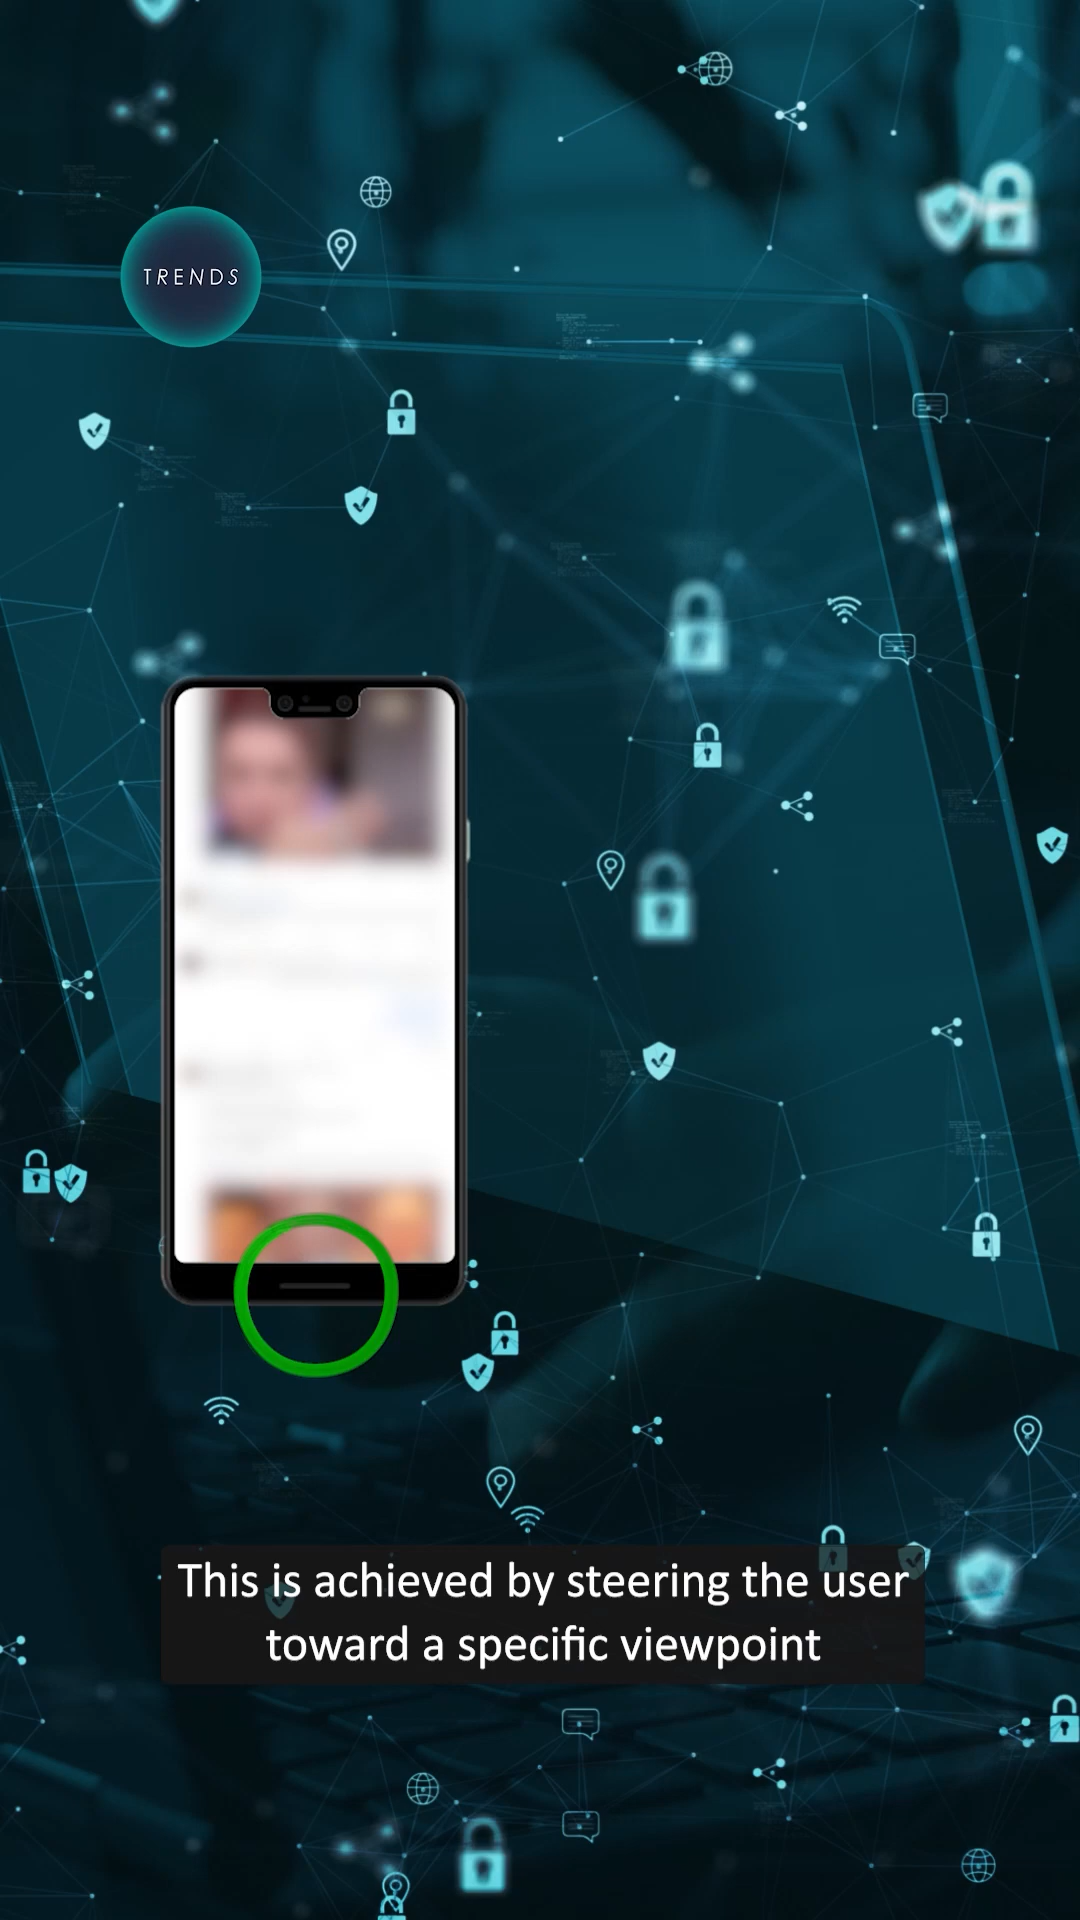 TRENDS
This is achieved by steering the user
toward a specific viewpoint